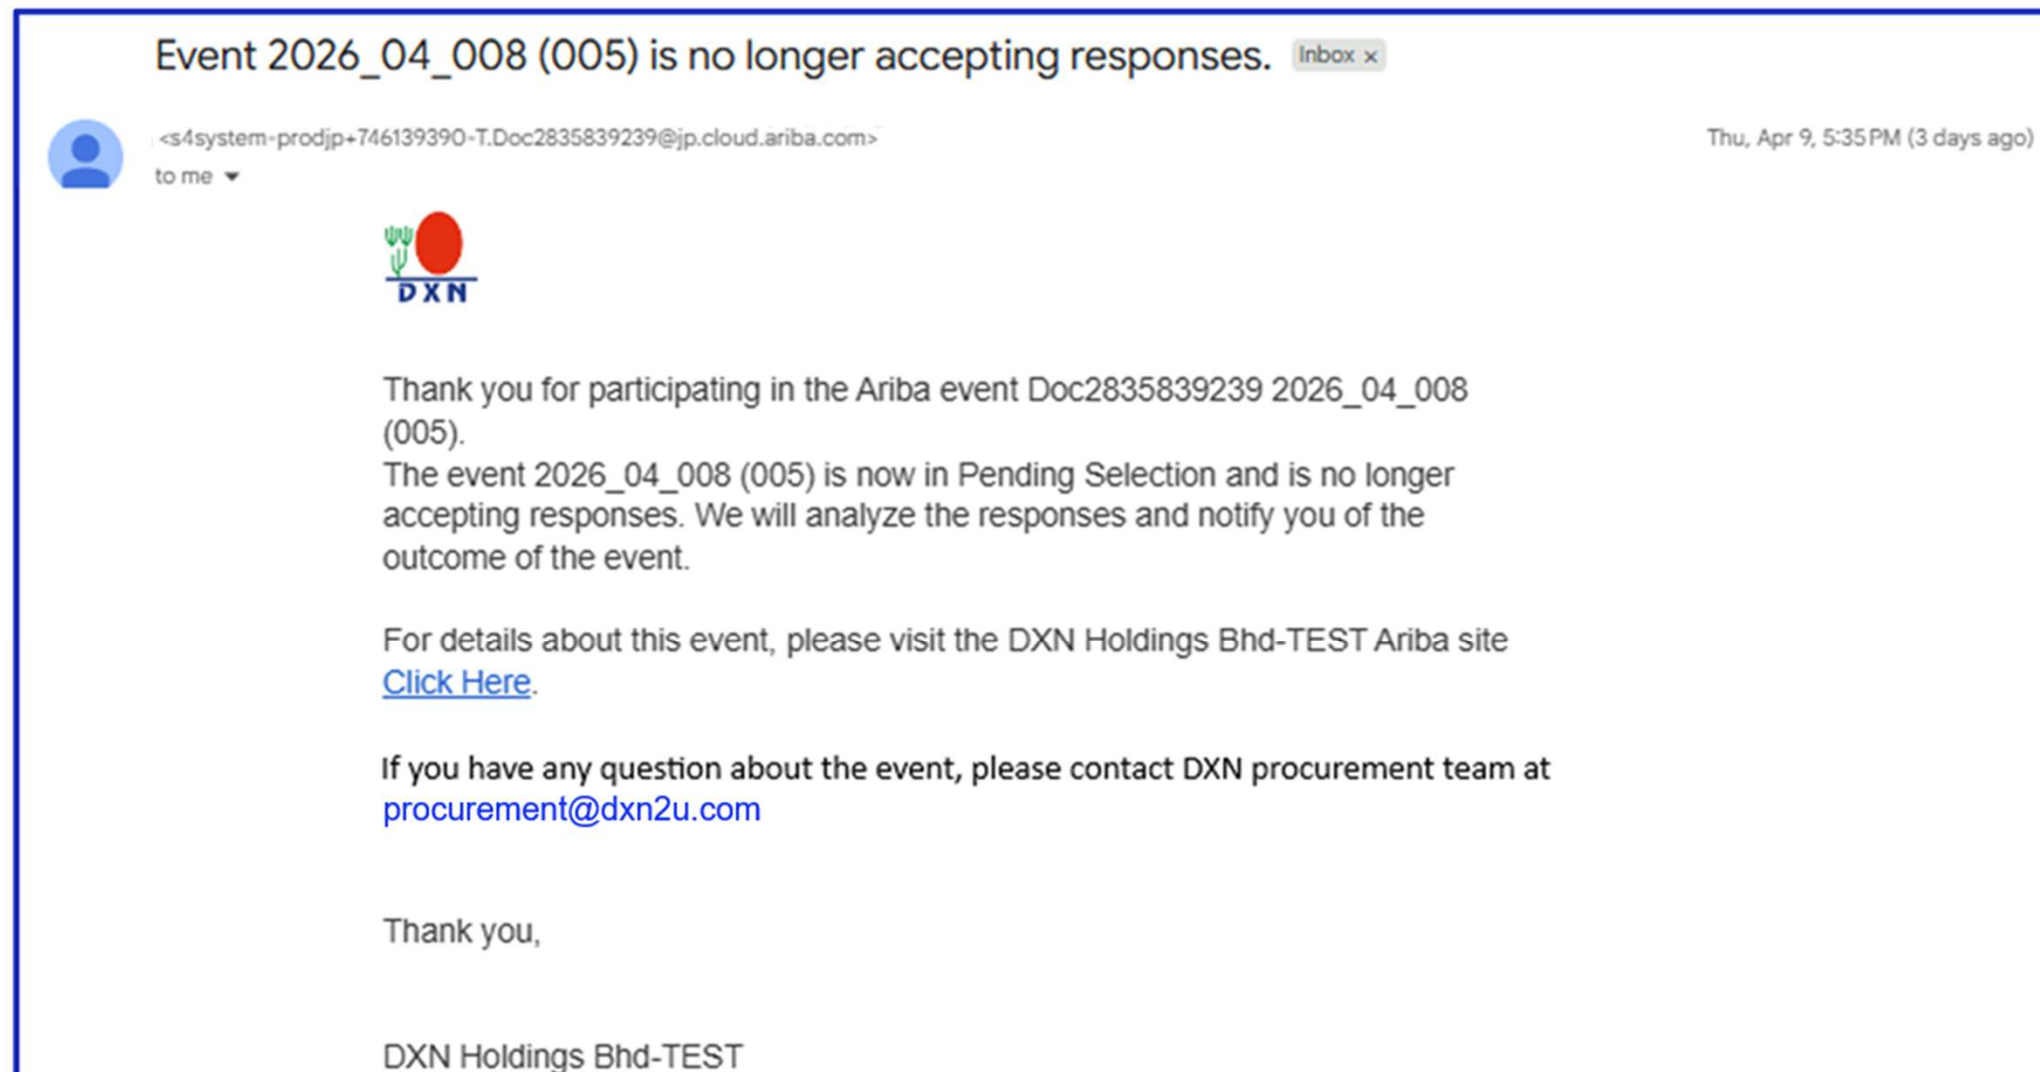 Event 2026_04_008 (005) is no longer accepting responses. Inbox x
<s4system-prodjp+746139390-T.Doc2835839239@jp.cloud.ariba.com>
Thu, Apr 9, 5:35 PM (3 days ago)
to me
DXN
Thank you for participating in the Ariba event Doc2835839239 2026_04_008
(005).
The event 2026_04_008 (005) is now in Pending Selection and is no longer
accepting responses. We will analyze the responses and notify you of the
outcome of the event.
For details about this event, please visit the DXN Holdings Bhd-TEST Ariba site
Click Here.
If you have any question about the event, please contact DXN procurement team at
procurement@dxn2u.com
Thank you,
DXN Holdings Bhd-TEST